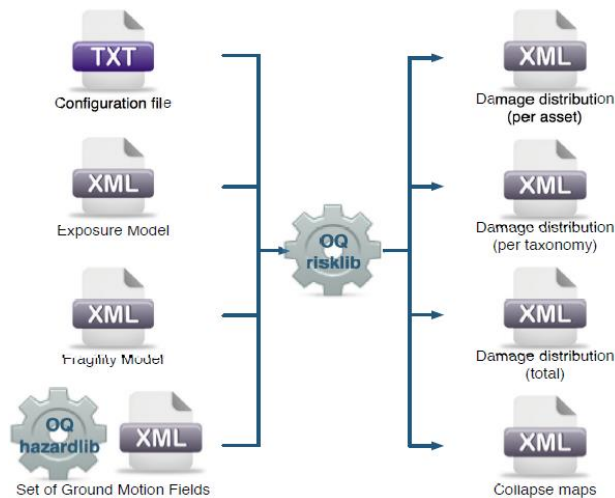 TXT
Configuration file
XML
Exposure Model
XML
Fragility Model
OQ
hazardlib
XML
Set of Ground Motion Fields
OQ
risklib
XML
Damage distribution
(per asset)
XML
Damage distribution
(per taxonomy)
XML
Damage distribution
(total)
XML
Collapse maps